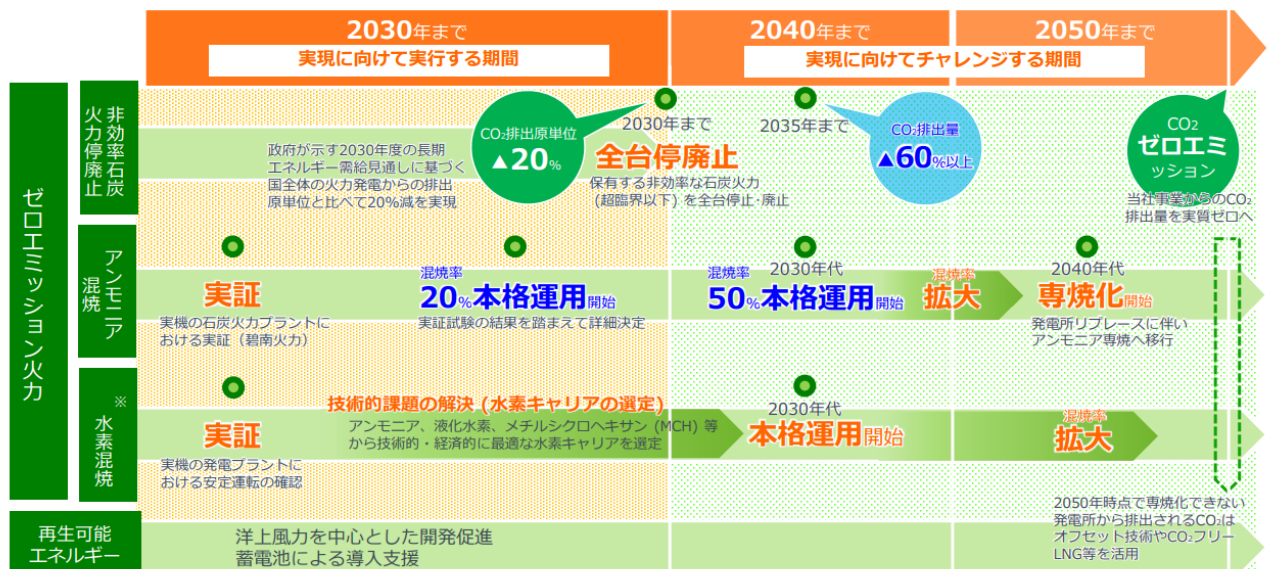 2030年まで
実現に向けて実行する期間
2040年まで
2050年まで
実現に向けてチャレンジする期間
ゼロエミッション火力
非効率石炭
火力停廃止
政府が示す2030年度の長期
エネルギー需給見通しに基づく
国全体の火力発電からの排出
原単位と比べて20%減を実現
CO₂排出原単位
▲20%
2030年まで
全台停廃止
保有する非効率な石炭火力
(超臨界以下) を全台停止・廃止
2035年まで
CO₂排出量
▲60%以上
CO₂
ゼロエミ
ッション
当社事業からのCO₂
排出量を実質ゼロへ
アンモニア
混焼
実証
実機の石炭火力プラントに
おける実証（碧南火力）
混焼率
20%本格運用開始
実証試験の結果を踏まえて詳細決定
2030年代
混焼率
50%本格運用開始
混焼率
拡大
2040年代
専焼化開始
発電所リプレースに伴い
アンモニア専焼へ移行
※
水素混焼
実証
実機の発電プラントに
おける安定運転の確認
技術的課題の解決 (水素キャリアの選定)
アンモニア、液化水素、メチルシクロヘキサン (MCH) 等
から技術的・経済的に最適な水素キャリアを選定
2030年代
本格運用開始
混焼率
拡大
2050年時点で専焼化できない
発電所から排出されるCO₂は
オフセット技術やCO₂フリー
LNG等を活用
再生可能
エネルギー
洋上風力を中心とした開発促進
蓄電池による導入支援